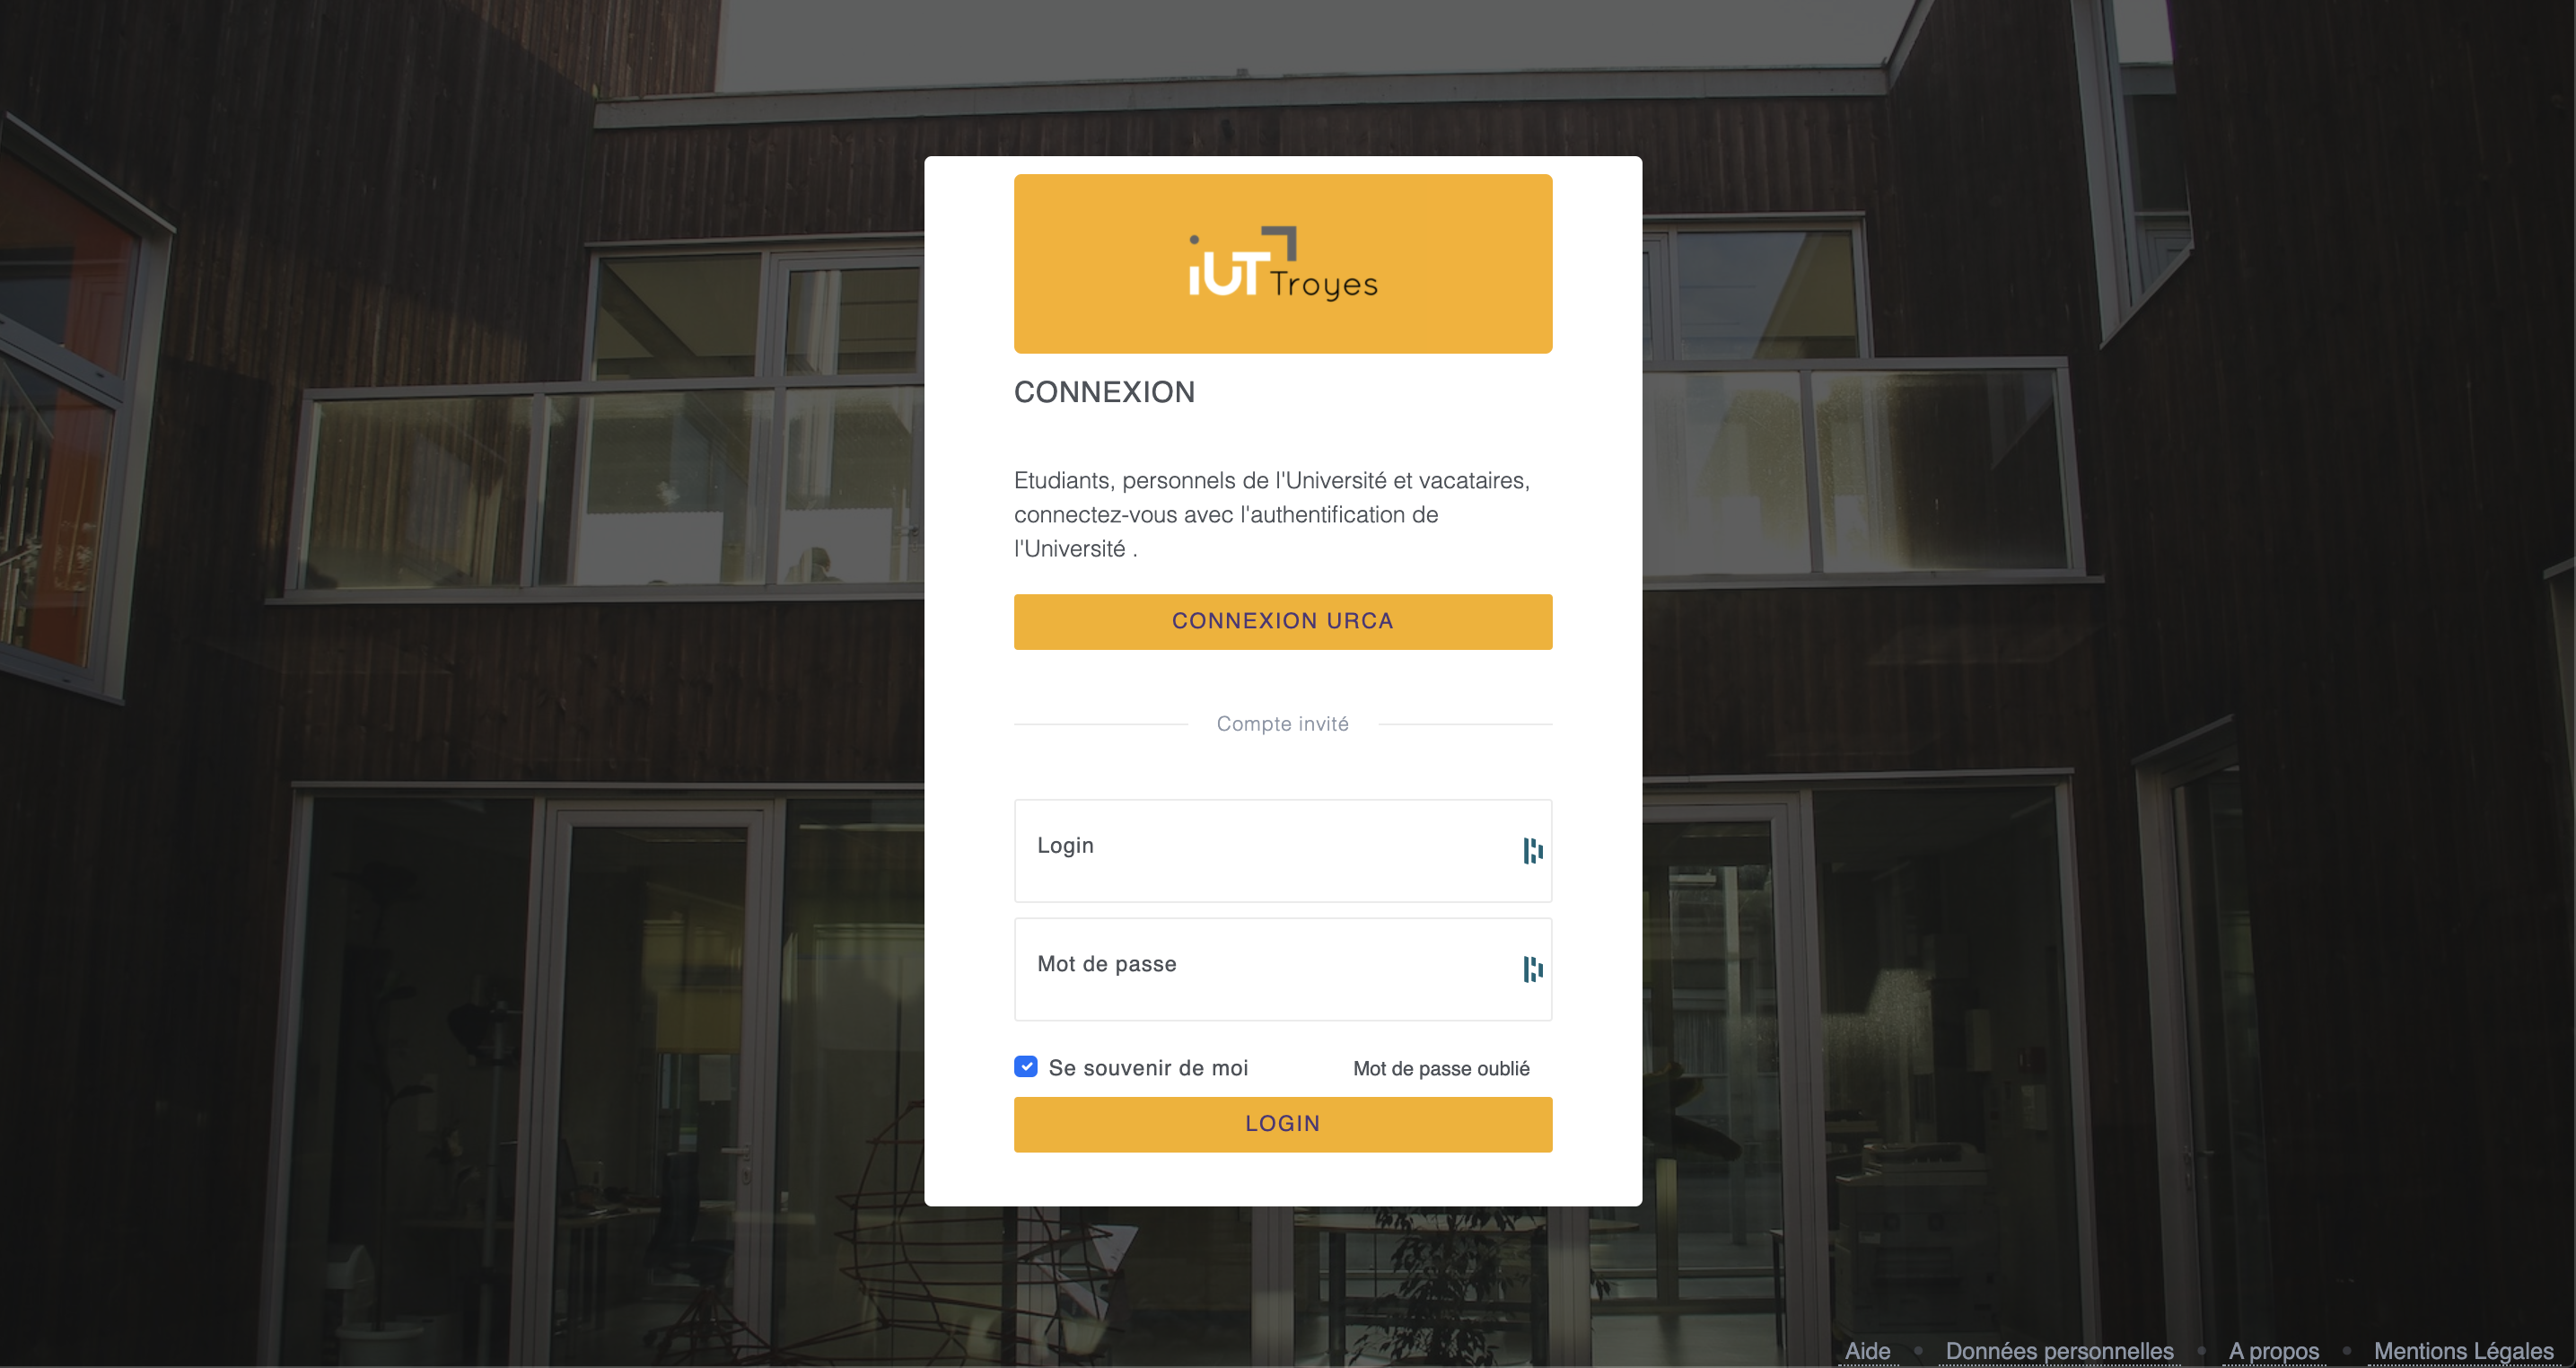 iUT Troyes
CONNEXION
Etudiants, personnels de l'Université et vacataires,
connectez-vous avec l'authentification de
l'Université .
CONNEXION URCA
Compte invité
Login
Mot de passe
Se souvenir de moi
Mot de passe oublié
LOGIN
Aide • Données personnelles • A propos • Mentions Légales